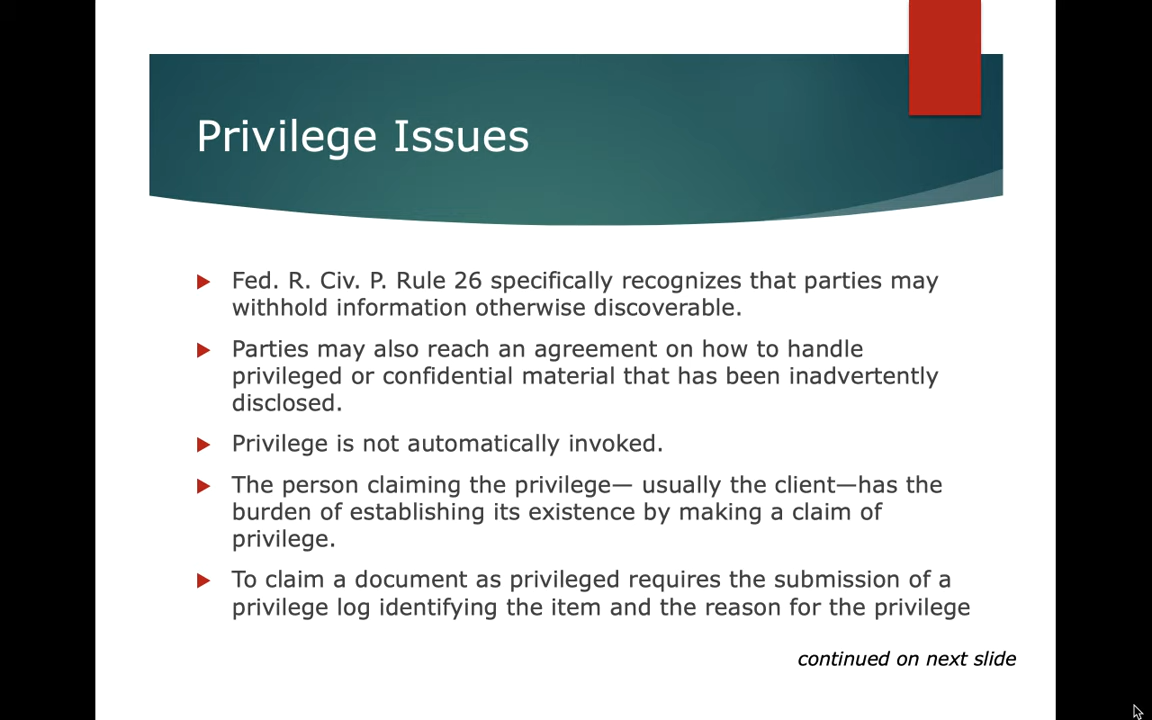 Privilege Issues
Fed. R. Civ. P. Rule 26 specifically recognizes that parties may
withhold information otherwise discoverable.
Parties may also reach an agreement on how to handle
privileged or confidential material that has been inadvertently
disclosed.
Privilege is not automatically invoked.
The person claiming the privilege— usually the client—has the
burden of establishing its existence by making a claim of
privilege.
To claim a document as privileged requires the submission of a
privilege log identifying the item and the reason for the privilege
continued on next slide